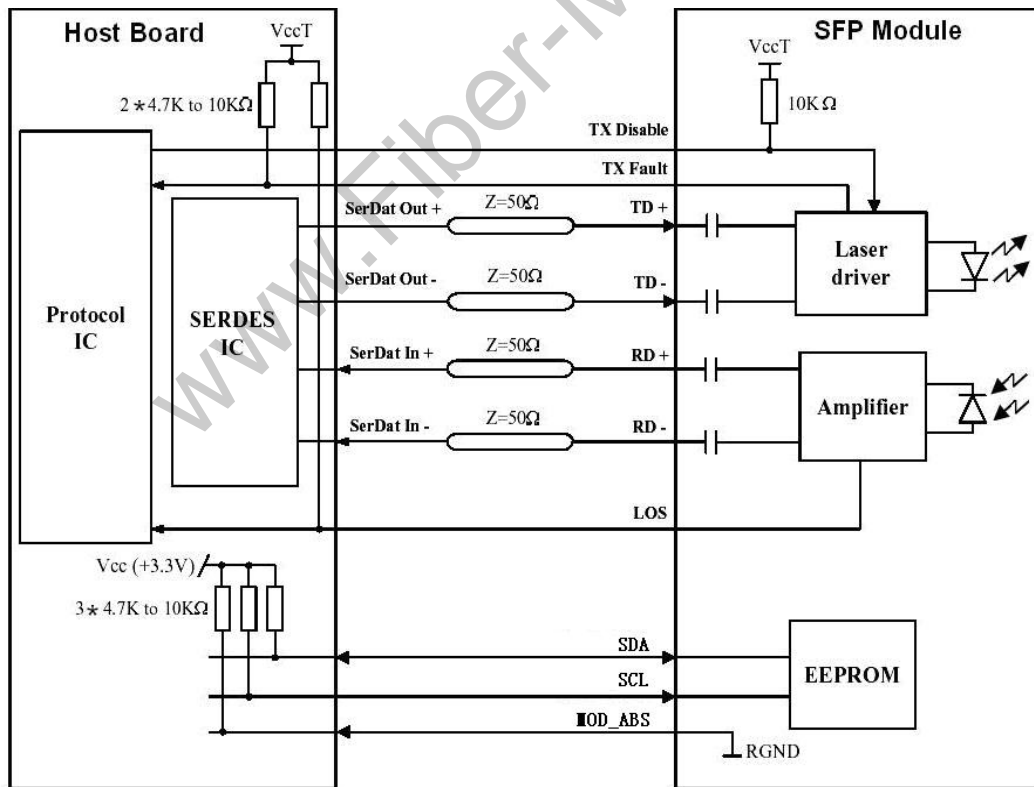 Host Board
SFP Module
VccT
VccT
2*4.7K to 10KΩ
10KΩ
TX Disable
TX Fault
SerDat Out +
Z=50Ω
TD +
Laser driver
SerDat Out -
Z=50Ω
TD -
Protocol IC
SERDES IC
SerDat In +
Z=50Ω
RD +
Amplifier
SerDat In -
Z=50Ω
RD -
LOS
Vcc (+3.3V)
3*4.7K to 10KΩ
SDA
EEPROM
SCL
MOD_ABS
RGND
www.Fiber-M